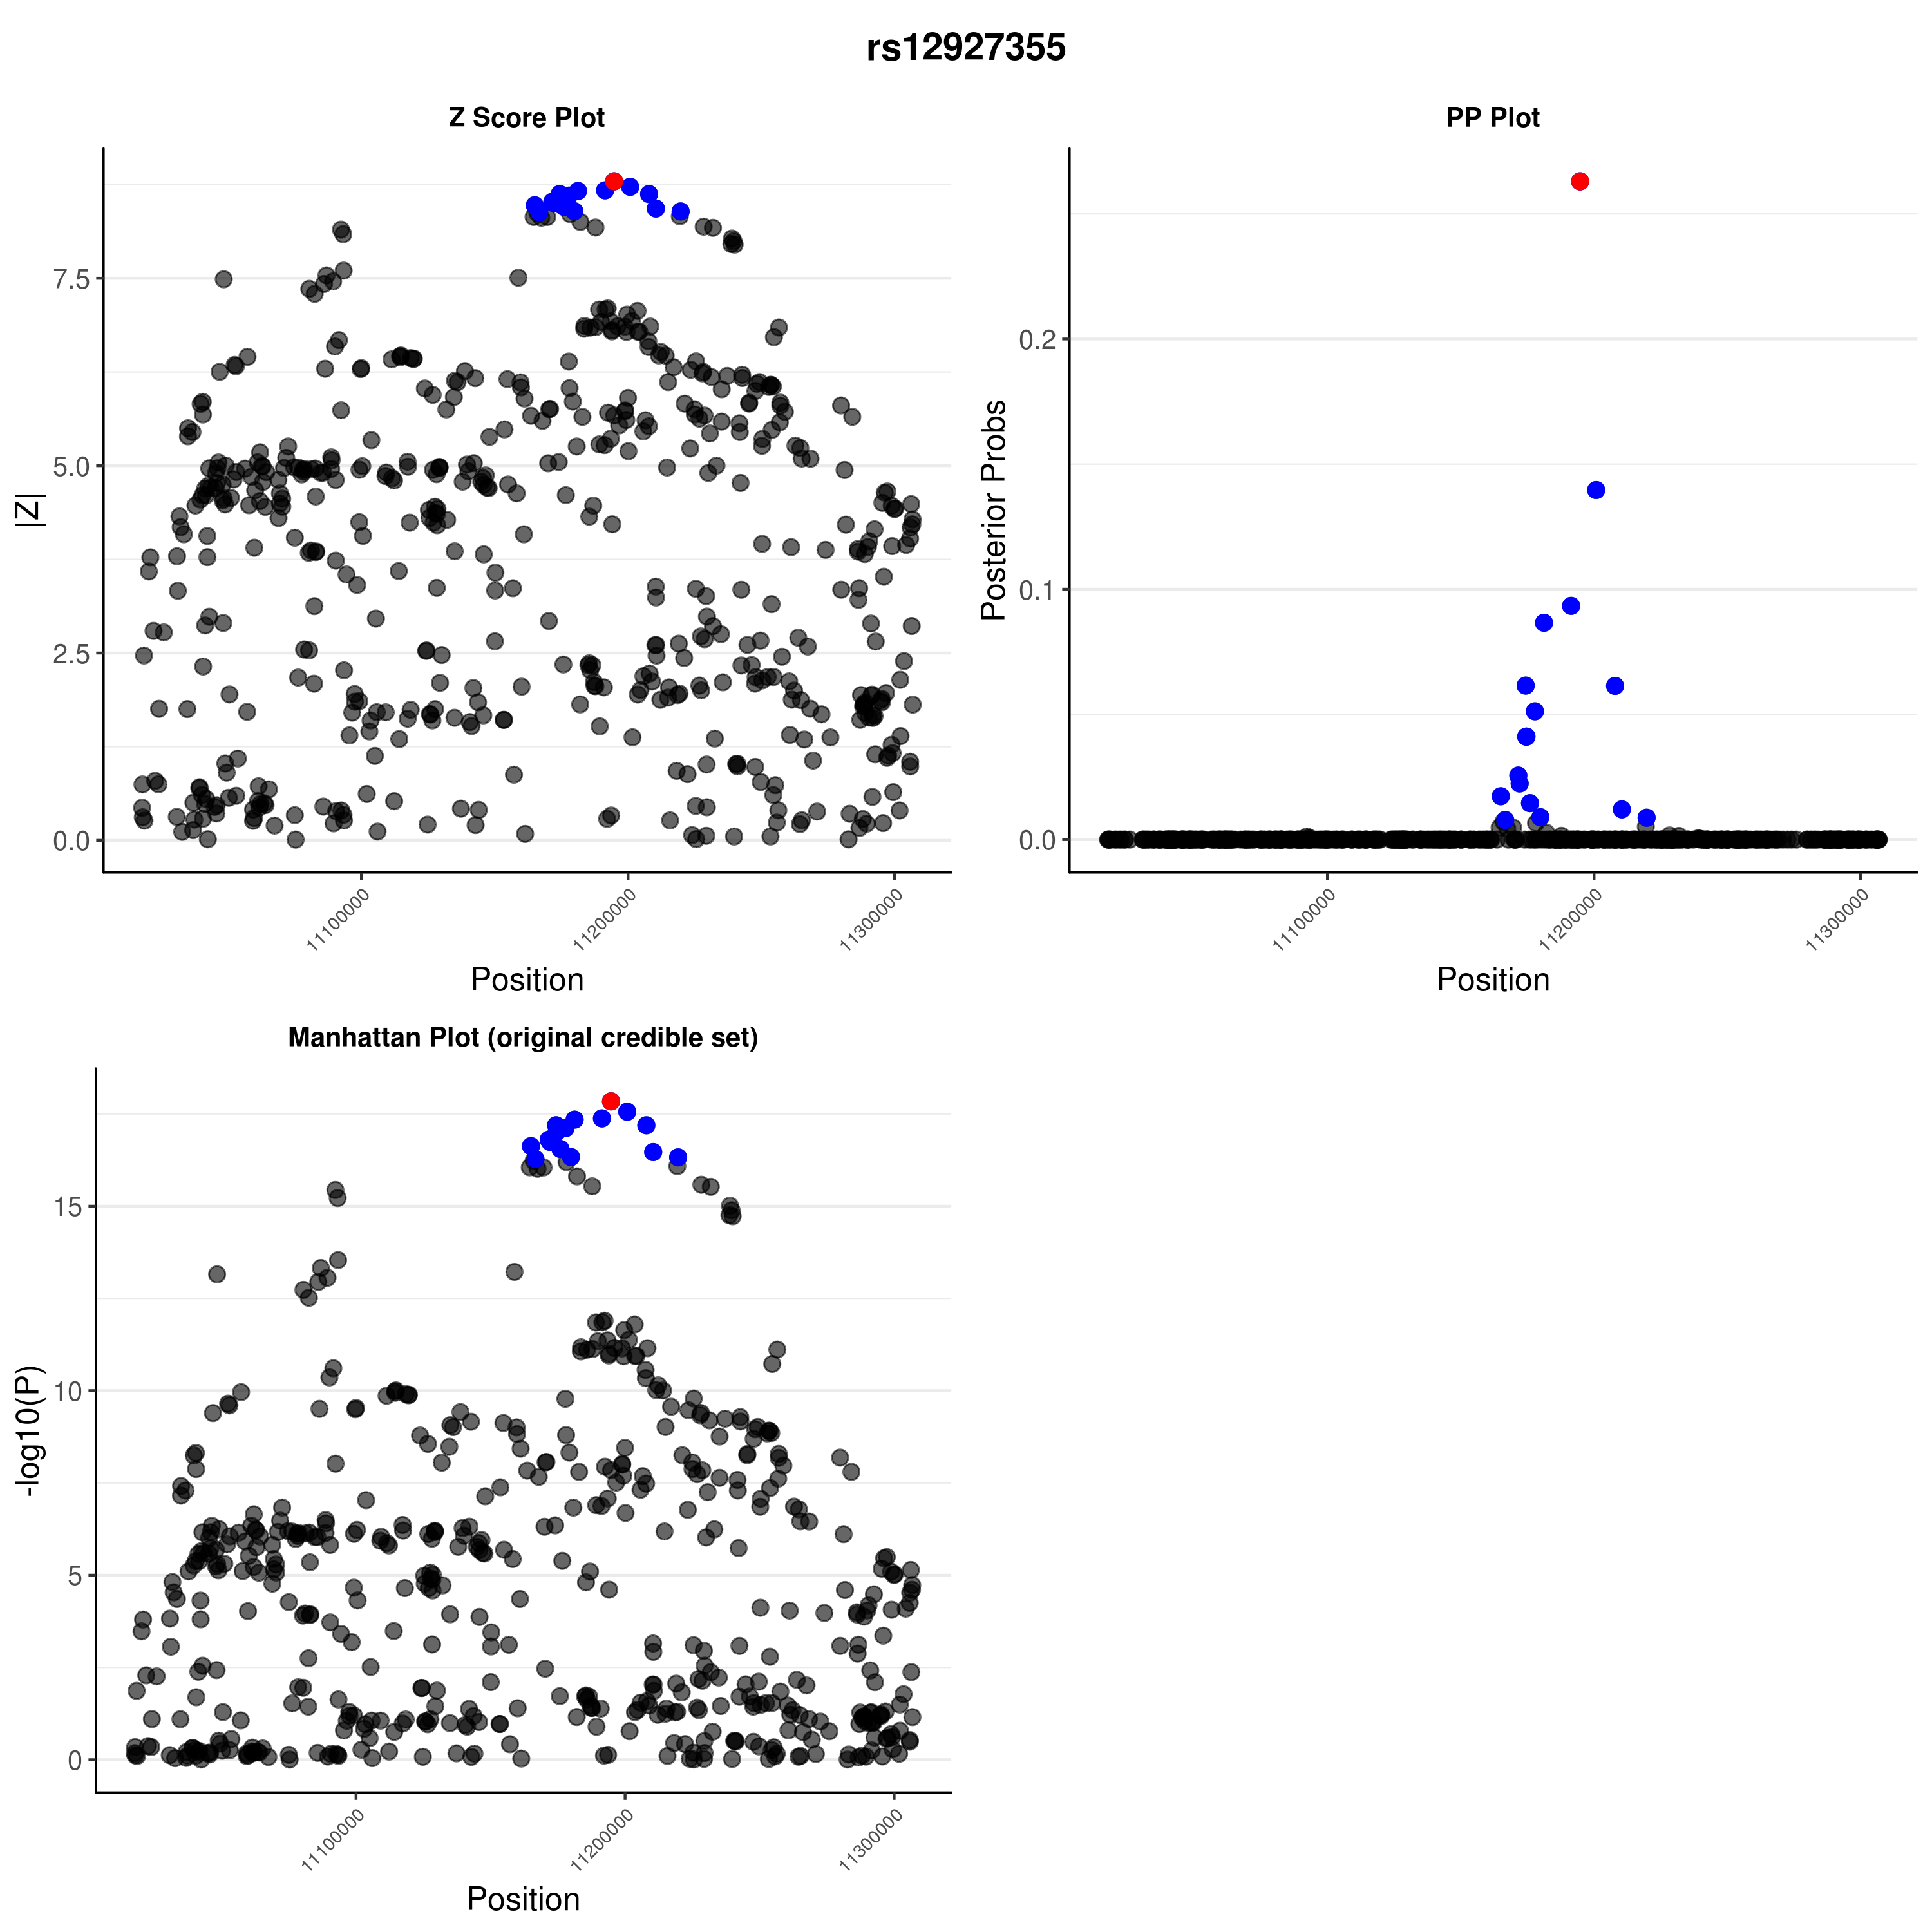 rs12927355
Z Score Plot
|Z|
7.5
5.0
2.5
0.0
11100000
11200000
11300000
Position
PP Plot
Posterior Probs
0.2
0.1
0.0
11100000
11200000
11300000
Position
Manhattan Plot (original credible set)
-log10(P)
15
10
5
0
11100000
11200000
11300000
Position